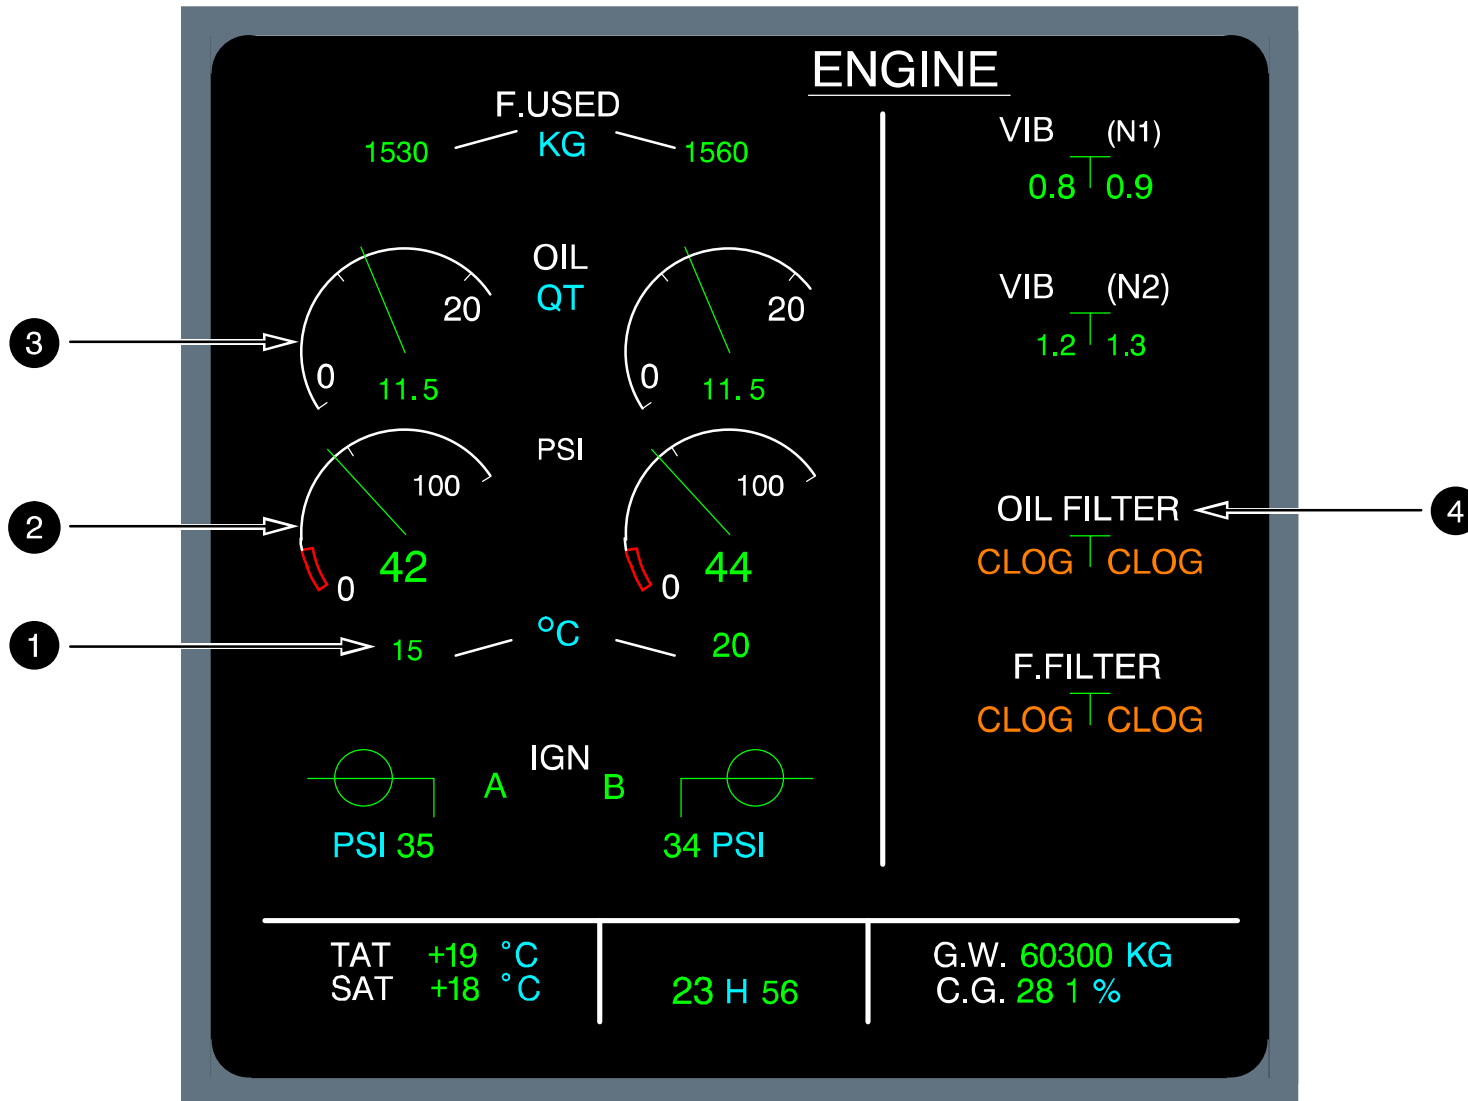 ENGINE
F.USED
KG
1530 1560
VIB (N1)
0.8 0.9
OIL
QT
0 20 11.5
0 20 11.5
VIB (N2)
1.2 1.3
3
PSI
0 100 42
0 100 44
2
OIL FILTER
CLOG CLOG
4
1
15 °C 20
F.FILTER
CLOG CLOG
IGN
A B
PSI 35
34 PSI
TAT +19 °C
SAT +18 °C
23 H 56
G.W. 60300 KG
C.G. 28 1 %